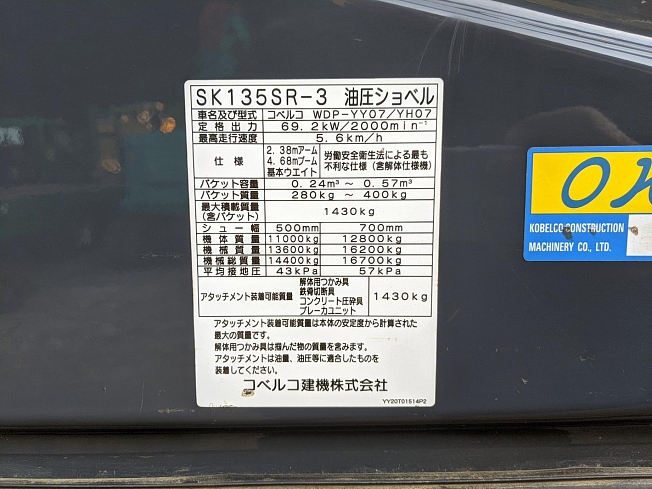 SK135SR-3 油圧ショベル
車名及び型式 コベルコ WDP-YY07/YH07
定格出力 69.2kW/2000min⁻¹
最高走行速度 5.6km/h
仕様 2.38mアーム 4.68mブーム 基本ウエイト 労働安全衛生法による最も不利な仕様(含解体仕様機)
バケット容量 0.24m³~0.57m³
バケット質量 280kg~400kg
最大積載質量(含バケット) 1430kg
シュー幅 500mm 700mm
機体質量 11000kg 12800kg
機械質量 13600kg 16200kg
機械総質量 14400kg 16700kg
平均接地圧 43kPa 57kPa
アタッチメント装着可能質量 解体用つかみ具 鉄骨切断具 コンクリート圧砕具 ブレーカユニット 1430kg
アタッチメント装着可能質量は本体の安定度から計算された
最大の質量です。
解体用つかみ具は掴んだ物の質量を含みます。
アタッチメントは油量、油圧等に適合したものを
装着してください。
コベルコ建機株式会社
YY20T01514P2
KOBELCO CONSTRUCTION
MACHINERY CO., LTD.